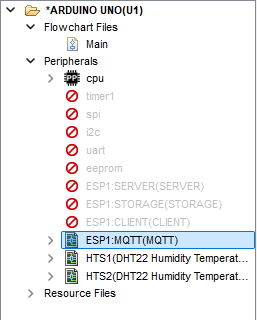 *ARDUINO UNO(U1)
Flowchart Files
Main
Peripherals
cpu
timer1
spi
i2c
uart
eeprom
ESP1:SERVER(SERVER)
ESP1:STORAGE(STORAGE)
ESP1:CLIENT(CLIENT)
ESP1:MQTT(MQTT)
HTS1(DHT22 Humidity Temperat...
HTS2(DHT22 Humidity Temperat...
Resource Files